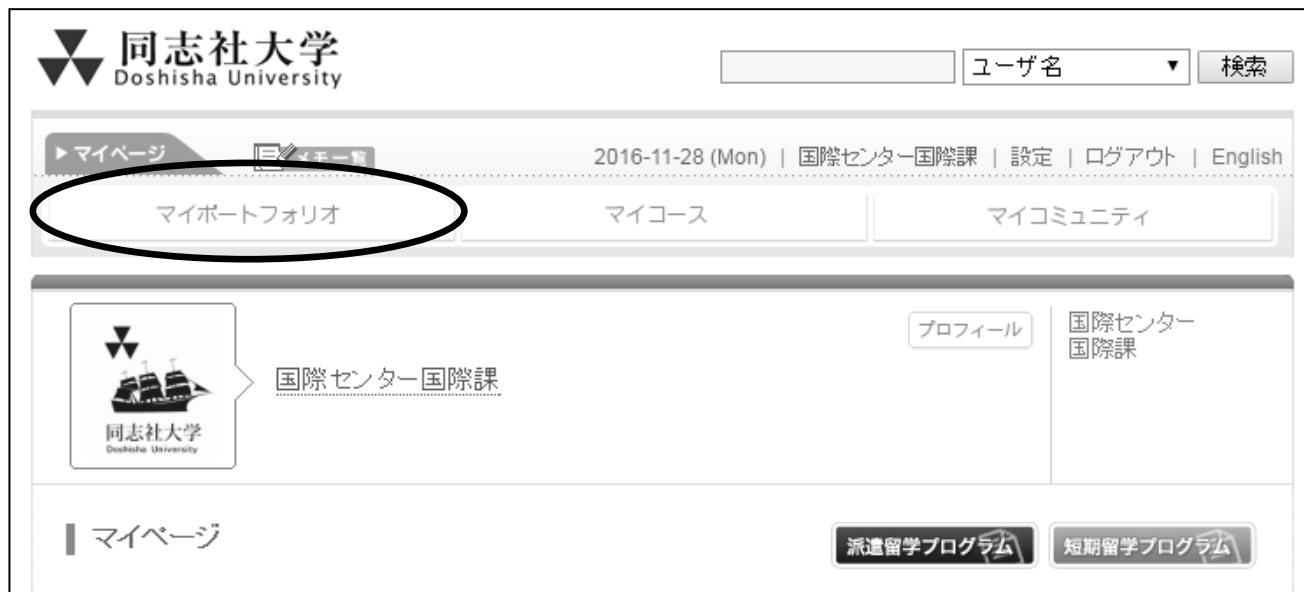 同志社大学
Doshisha University
ユーザ名 ▼ 検索
マイページ メモ一覧 2016-11-28 (Mon) | 国際センター国際課 | 設定 | ログアウト | English
マイポートフォリオ マイコース マイコミュニティ
同志社大学
Doshisha University
国際センター国際課
プロフィール
国際センター
国際課
マイページ
派遣留学プログラム 短期留学プログラム